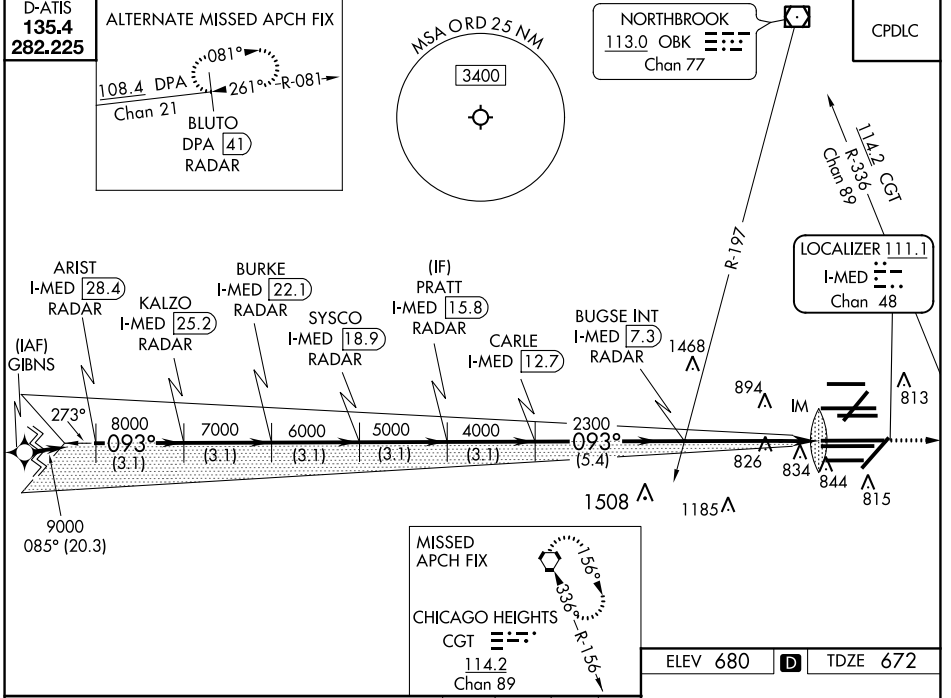 D-ATIS
135.4
282.225
ALTERNATE MISSED APCH FIX
081°
108.4 DPA
261°
R-081
Chan 21
BLUTO
DPA 41
RADAR
MSA ORD 25 NM
3400
NORTHBROOK
113.0 OBK
Chan 77
CPDLC
114.2 CGT
R-336
Chan 89
R-197
LOCALIZER 111.1
I-MED
Chan 48
ARIST
I-MED 28.4
RADAR
KALZO
I-MED 25.2
RADAR
BURKE
I-MED 22.1
RADAR
SYSCO
I-MED 18.9
RADAR
(IF)
PRATT
I-MED 15.8
RADAR
CARLE
I-MED 12.7
BUGSE INT
I-MED 7.3
RADAR
(IAF)
GIBNS
1468
894
IM
813
273°
8000
093°
(3.1)
7000
(3.1)
6000
(3.1)
5000
(3.1)
4000
(3.1)
2300
093°
(5.4)
826
834
844
815
1508
1185
9000
085° (20.3)
MISSED
APCH FIX
156°
336°
R-156
CHICAGO HEIGHTS
CGT
114.2
Chan 89
ELEV 680
D
TDZE 672